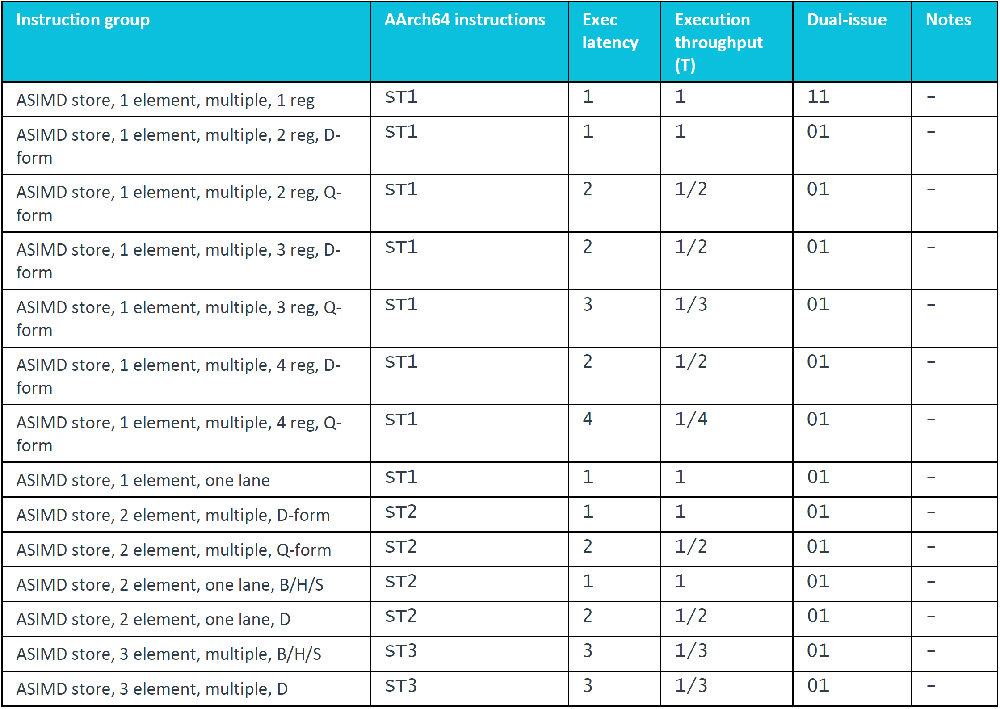 Instruction group AArch64 instructions Exec latency Execution throughput (T) Dual-issue Notes
ASIMD store, 1 element, multiple, 1 reg ST1 1 1 11 –
ASIMD store, 1 element, multiple, 2 reg, D- ST1 1 1 01 –
form
ASIMD store, 1 element, multiple, 2 reg, Q- ST1 2 1/2 01 –
form
ASIMD store, 1 element, multiple, 3 reg, D- ST1 2 1/2 01 –
form
ASIMD store, 1 element, multiple, 3 reg, Q- ST1 3 1/3 01 –
form
ASIMD store, 1 element, multiple, 4 reg, D- ST1 2 1/2 01 –
form
ASIMD store, 1 element, multiple, 4 reg, Q- ST1 4 1/4 01 –
form
ASIMD store, 1 element, one lane ST1 1 1 01 –
ASIMD store, 2 element, multiple, D-form ST2 1 1 01 –
ASIMD store, 2 element, multiple, Q-form ST2 2 1/2 01 –
ASIMD store, 2 element, one lane, B/H/S ST2 1 1 01 –
ASIMD store, 2 element, one lane, D ST2 2 1/2 01 –
ASIMD store, 3 element, multiple, B/H/S ST3 3 1/3 01 –
ASIMD store, 3 element, multiple, D ST3 3 1/3 01 –